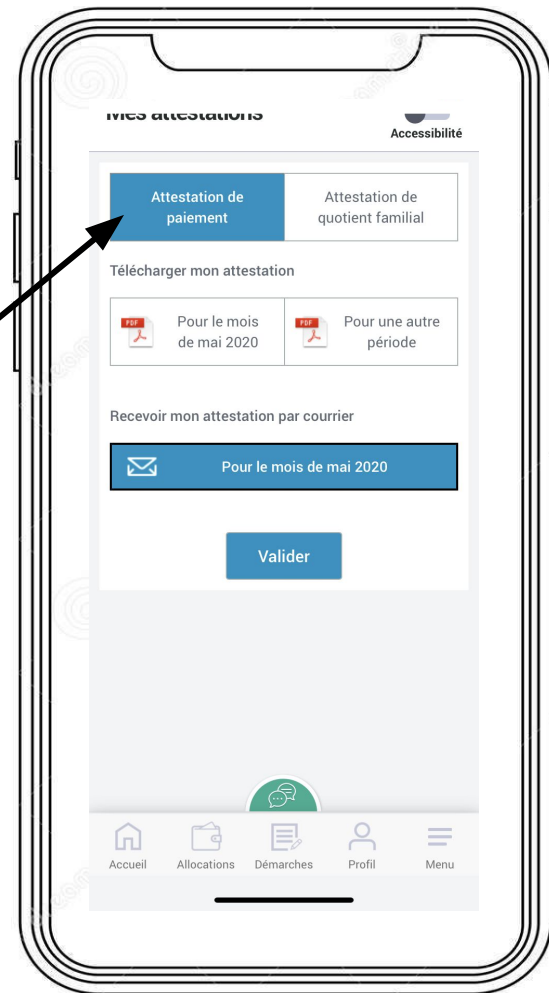 Mes attestations
Accessibilité
Attestation de
paiement
Attestation de
quotient familial
Télécharger mon attestation
PDF
Pour le mois
de mai 2020
PDF
Pour une autre
période
Recevoir mon attestation par courrier
Pour le mois de mai 2020
Valider
Accueil
Allocations
Démarches
Profil
Menu